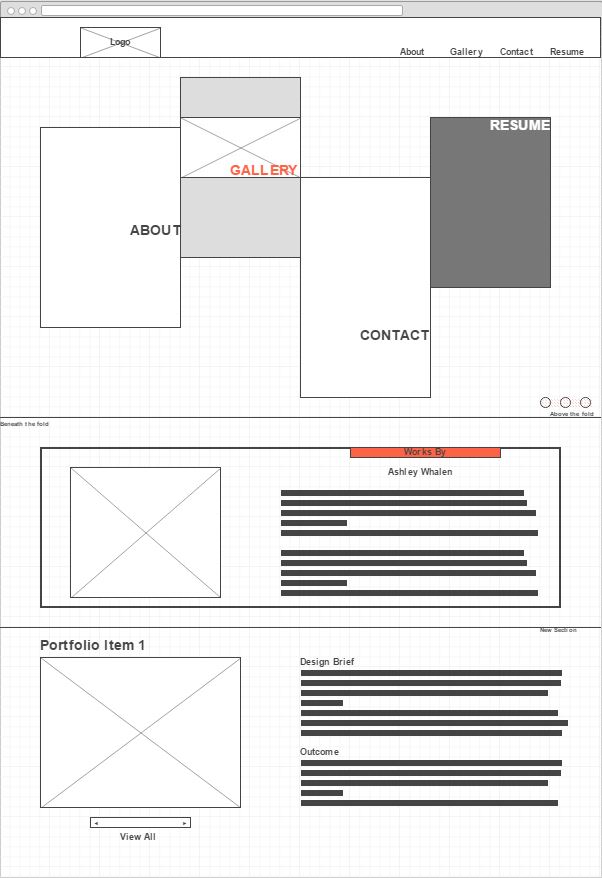 Logo
About Gallery Contact Resume
RESUME
GALLERY
ABOUT
CONTACT
Above the fold
Beneath the fold
Works By
Ashley Whalen
New Section
Portfolio Item 1
Design Brief
Outcome
View All